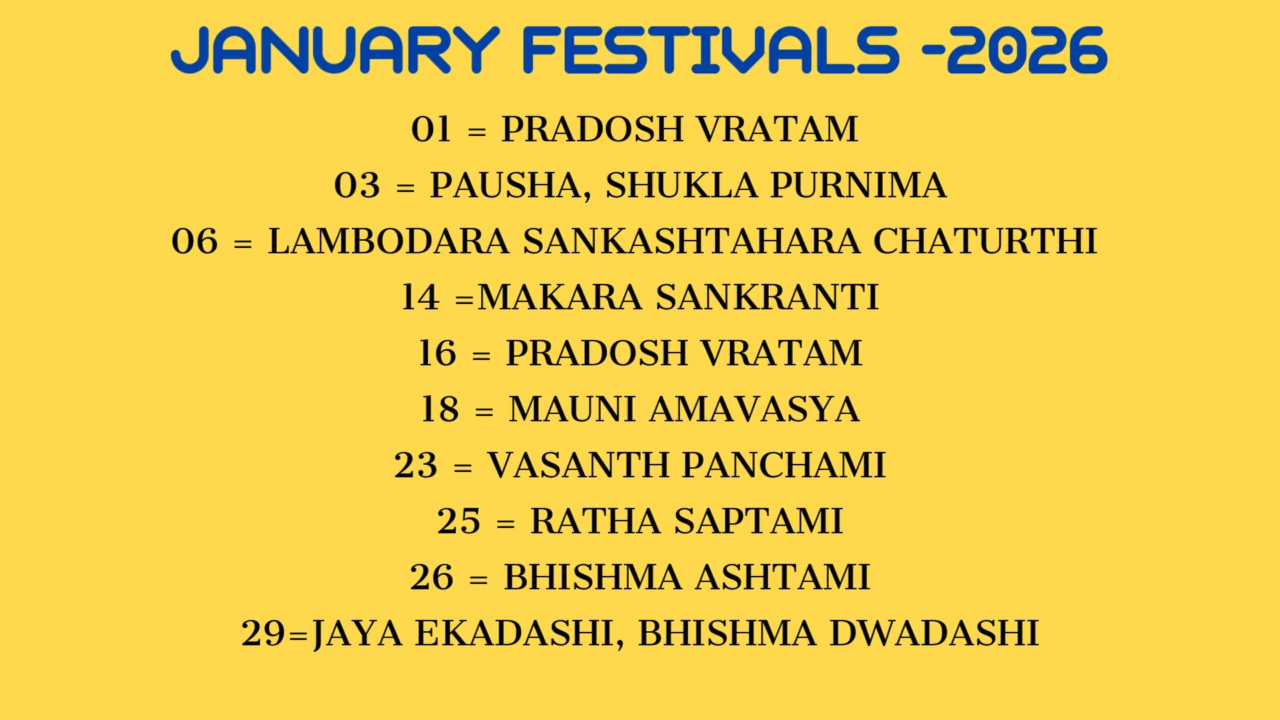 JANUARY FESTIVALS -2026
01 = PRADOSH VRATAM
03 = PAUSHA, SHUKLA PURNIMA
06 = LAMBODARA SANKASHTAHARA CHATURTHI
14 =MAKARA SANKRANTI
16 = PRADOSH VRATAM
18 = MAUNI AMAVASYA
23 = VASANTH PANCHAMI
25 = RATHA SAPTAMI
26 = BHISHMA ASHTAMI
29=JAYA EKADASHI, BHISHMA DWADASHI